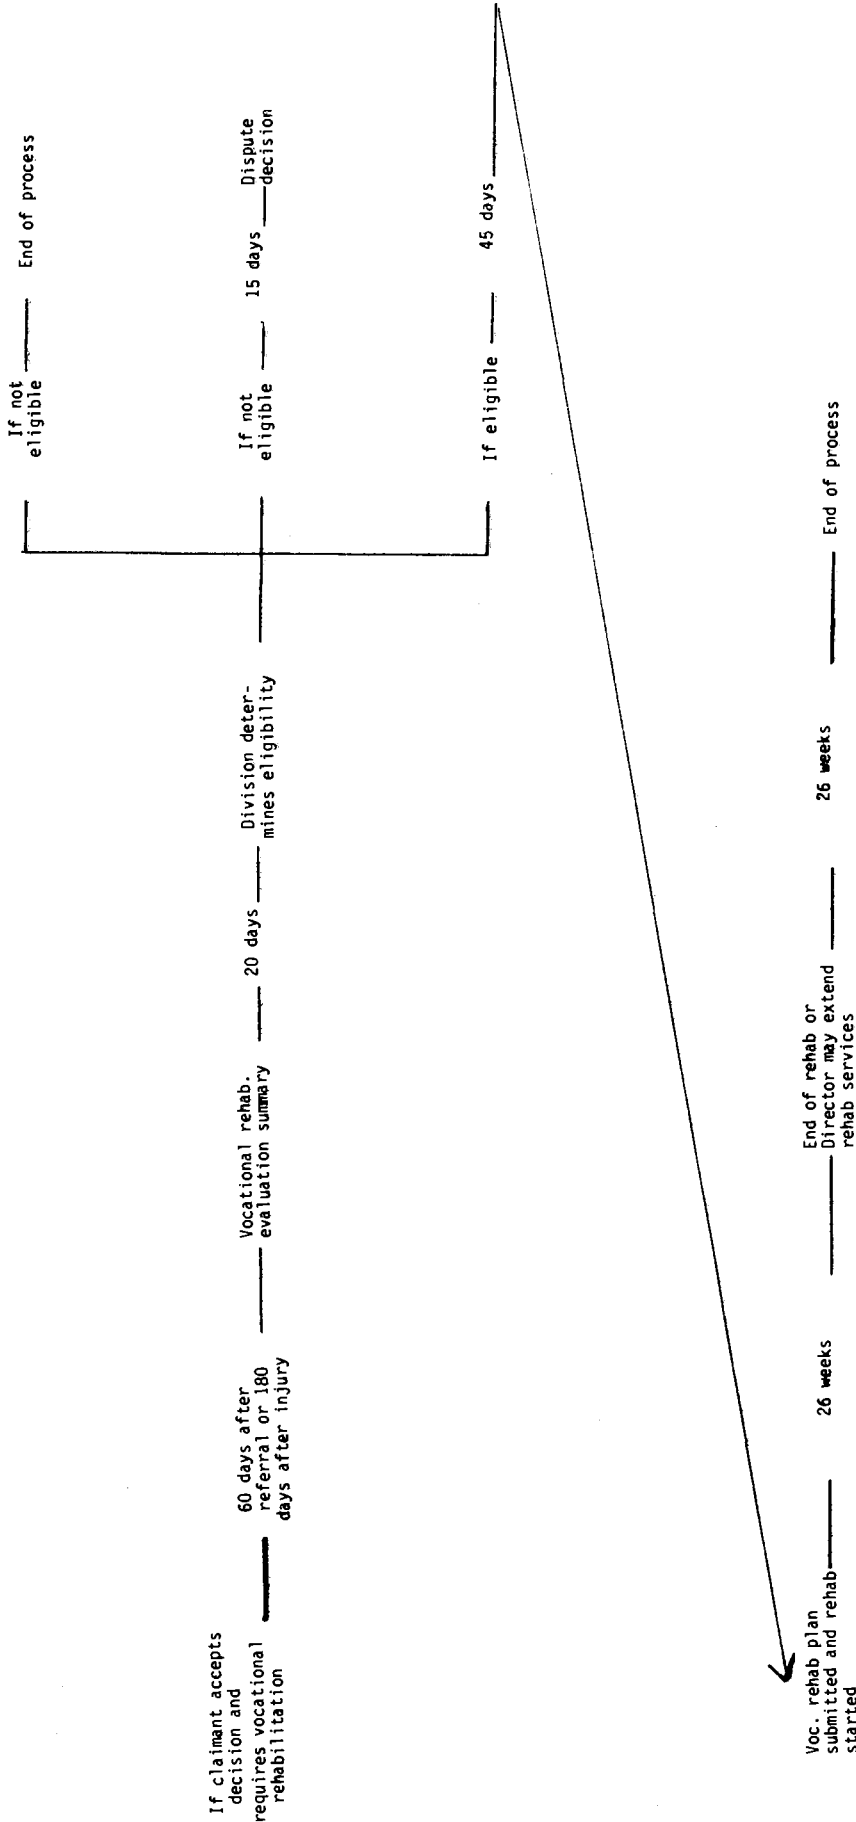 If claimant accepts
decision and
requires vocational
rehabilitation
60 days after
referral or 180
days after injury
Vocational rehab.
evaluation summary
20 days
Division deter-
mines eligibility
If not
eligible
End of process
If not
eligible
15 days
Dispute
decision
If eligible
45 days
Voc. rehab plan
submitted and rehab
started
26 weeks
End of rehab or
Director may extend
rehab services
26 weeks
End of process